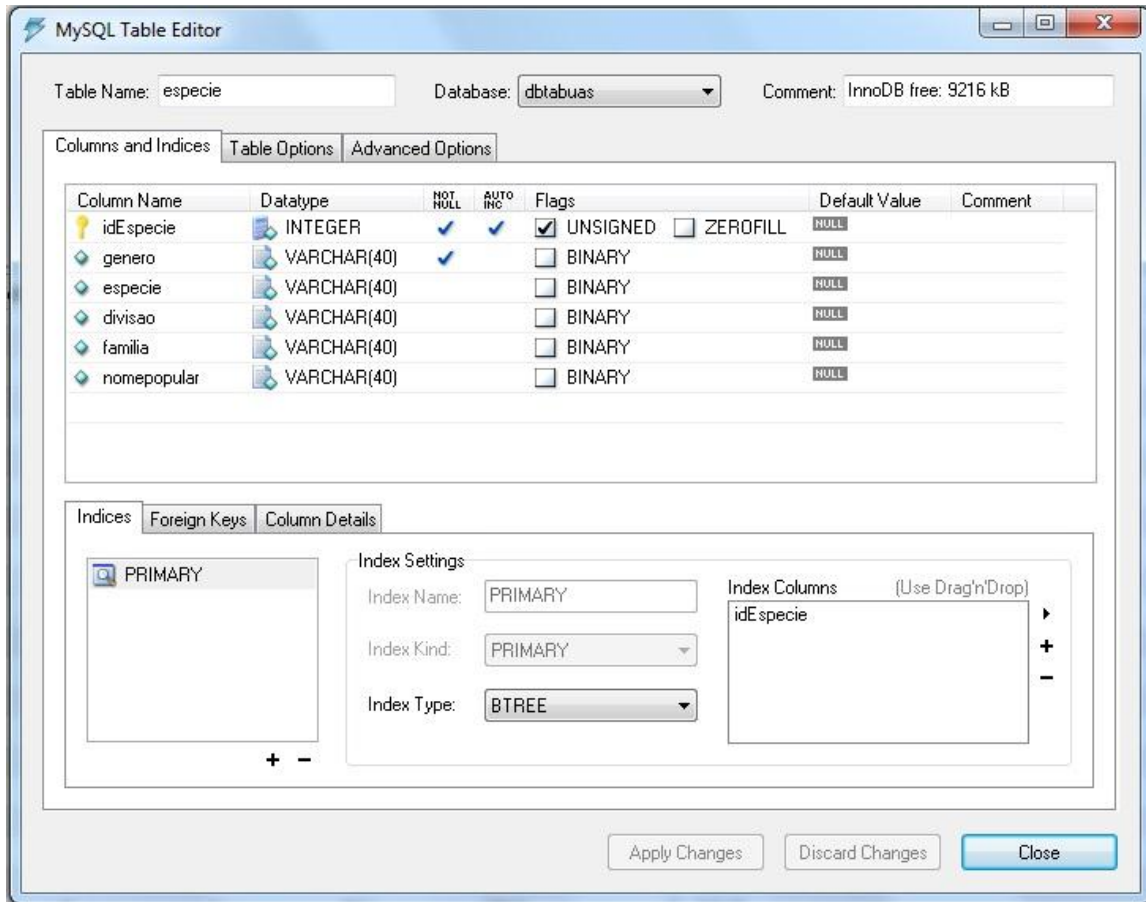 MySQL Table Editor
Table Name: especie Database: dbtabuas Comment: InnoDB free: 9216 kB
Columns and Indices Table Options Advanced Options
Column Name Datatype NOT NULL AUTO INC Flags Default Value Comment
idEspecie INTEGER UNSIGNED ZEROFILL NULL
genero VARCHAR(40) BINARY NULL
especie VARCHAR(40) BINARY NULL
divisao VARCHAR(40) BINARY NULL
familia VARCHAR(40) BINARY NULL
nomepopular VARCHAR(40) BINARY NULL
Indices Foreign Keys Column Details
PRIMARY
Index Settings
Index Name: PRIMARY
Index Kind: PRIMARY
Index Type: BTREE
Index Columns (Use Drag'n'Drop)
idEspecie
Apply Changes Discard Changes Close